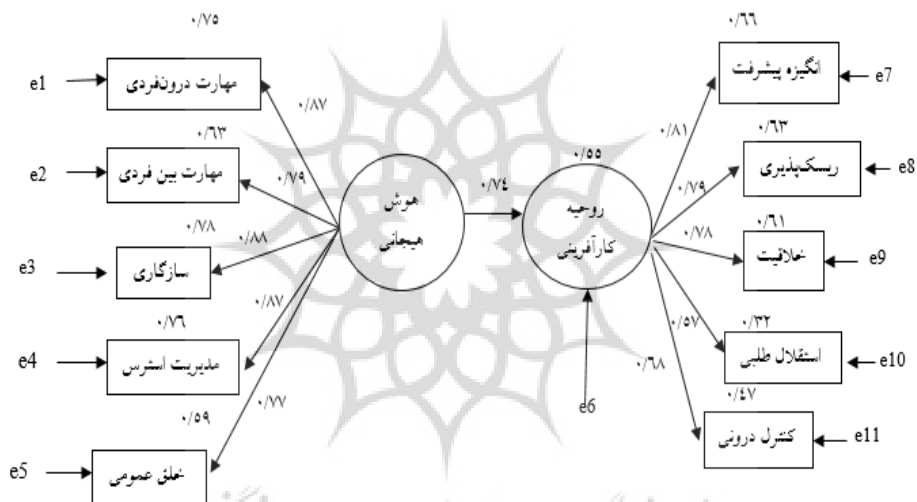 ۰/۷۵
۰/۶۶
e1
مهارت درون‌فردی
انگیزه پیشرفت
e7
۰/۸۷
۰/۸۱
۰/۶۳
۰/۶۳
e2
مهارت بین فردی
۰/۷۹
هوش
هیجانی
۰/۷۴
۰/۵۵
روحیه
کارآفرینی
۰/۷۹
ریسک‌پذیری
e8
۰/۷۸
۰/۸۸
۰/۷۸
۰/۶۱
e3
سازگاری
خلاقیت
e9
۰/۸۷
۰/۵۷
۰/۷۶
۰/۳۲
e4
مدیریت استرس
استقلال طلبی
e10
۰/۷۷
۰/۶۸
۰/۵۹
۰/۴۷
e6
e5
خلق عمومی
کنترل درونی
e11